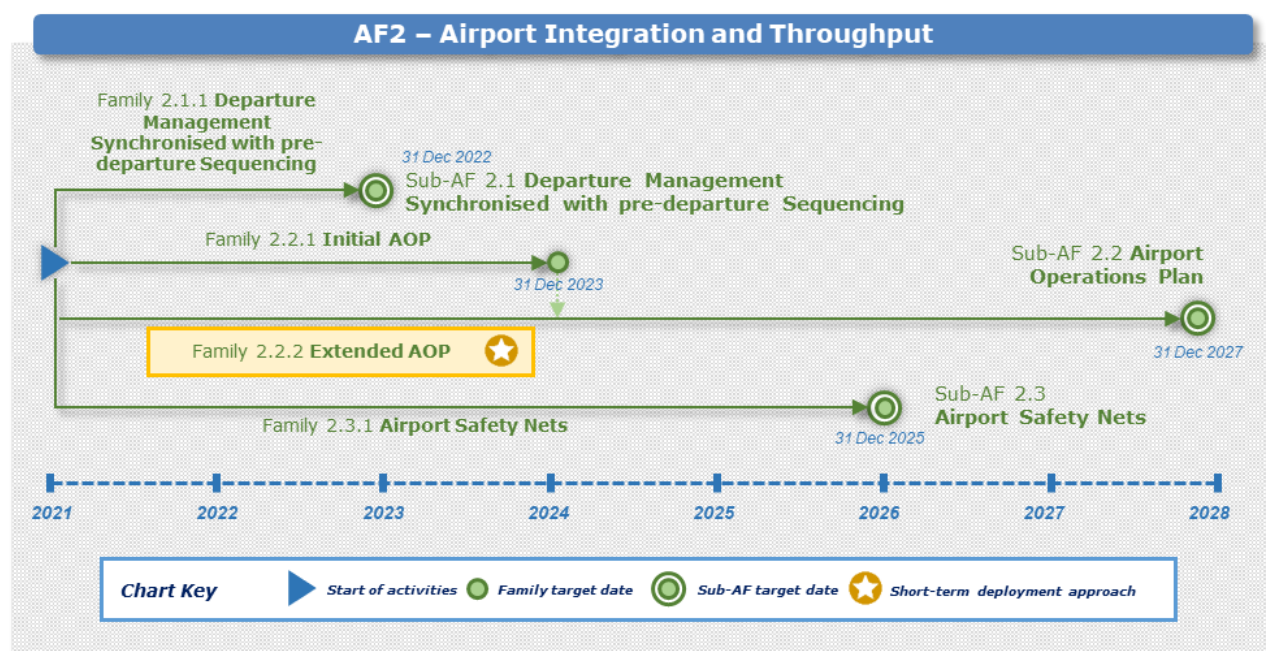 AF2 – Airport Integration and Throughput
Family 2.1.1 Departure
Management
Synchronised with pre-
departure Sequencing
31 Dec 2022
Sub-AF 2.1 Departure Management
Synchronised with pre-departure Sequencing
Family 2.2.1 Initial AOP
31 Dec 2023
Sub-AF 2.2 Airport
Operations Plan
31 Dec 2027
Family 2.2.2 Extended AOP
Sub-AF 2.3
Airport Safety Nets
31 Dec 2025
Family 2.3.1 Airport Safety Nets
2021 2022 2023 2024 2025 2026 2027 2028
Chart Key Start of activities Family target date Sub-AF target date Short-term deployment approach